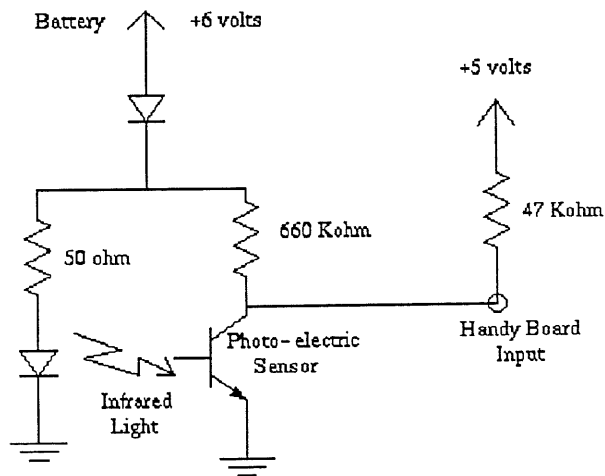 Battery
+6 volts
+5 volts
50 ohm
660 Kohm
47 Kohm
Photo-electric
Sensor
Infrared
Light
Handy Board
Input